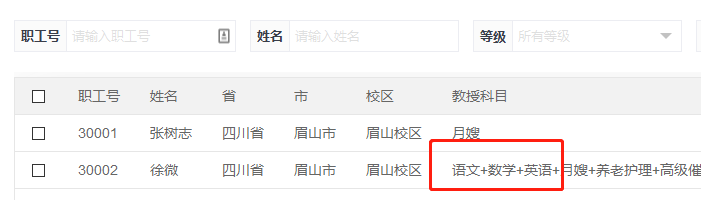 职工号 请输入职工号 姓名 请输入姓名 等级 所有等级
职工号 姓名 省 市 校区 教授科目
30001 张树志 四川省 眉山市 眉山校区 月嫂
30002 徐微 四川省 眉山市 眉山校区 语文+数学+英语+月嫂+养老护理+高级催